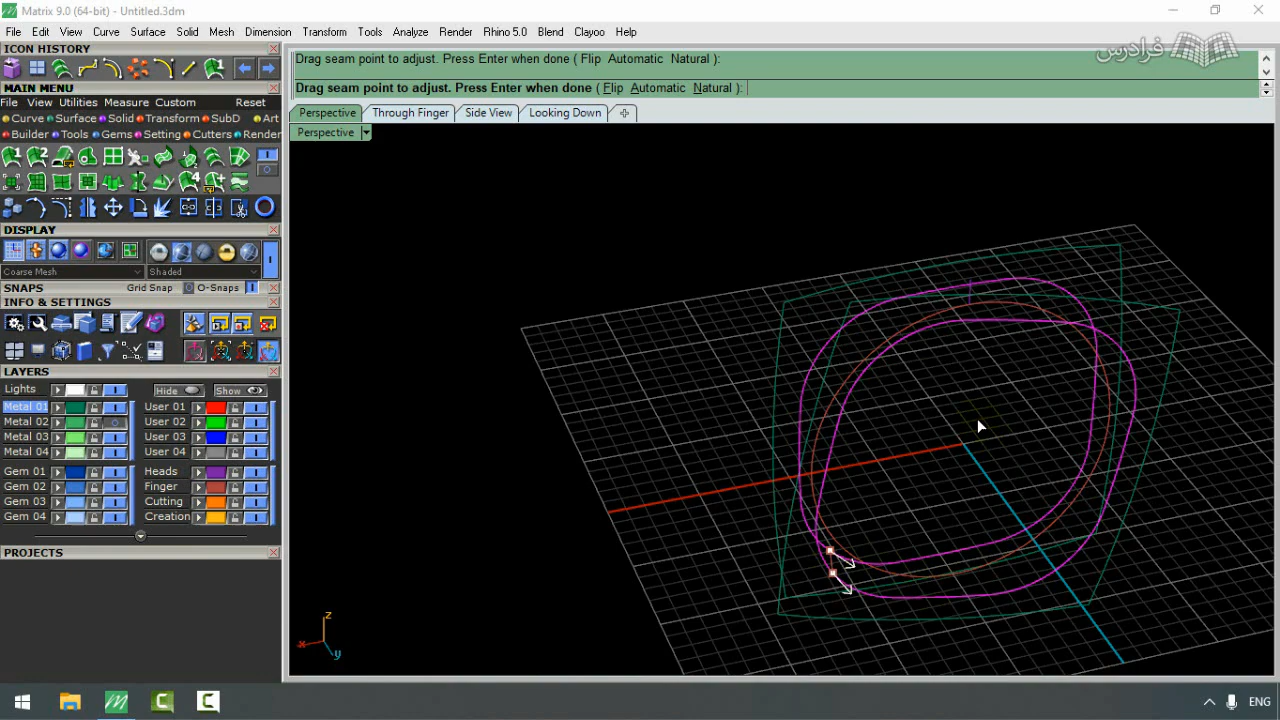 Matrix 9.0 (64-bit) - Untitled.3dm
File Edit View Curve Surface Solid Mesh Dimension Transform Tools Analyze Render Rhino 5.0 Blend Clayoo Help
فرادرس
ICON HISTORY
Drag seam point to adjust. Press Enter when done ( Flip Automatic Natural ):
MAIN MENU
Drag seam point to adjust. Press Enter when done ( Flip Automatic Natural ):
File View Utilities Measure Custom Reset
Perspective Through Finger Side View Looking Down
Curve Surface Solid Transform SubD Art
Builder Tools Gems Setting Cutters Render
Perspective
1 2
4
DISPLAY
Coarse Mesh Shaded
SNAPS Grid Snap O-Snaps
INFO & SETTINGS
LAYERS
Lights Hide Show
Metal 01 User 01
Metal 02 User 02
Metal 03 User 03
Metal 04 User 04
Gem 01 Heads
Gem 02 Finger
Gem 03 Cutting
Gem 04 Creation
PROJECTS
z
x
y
ENG